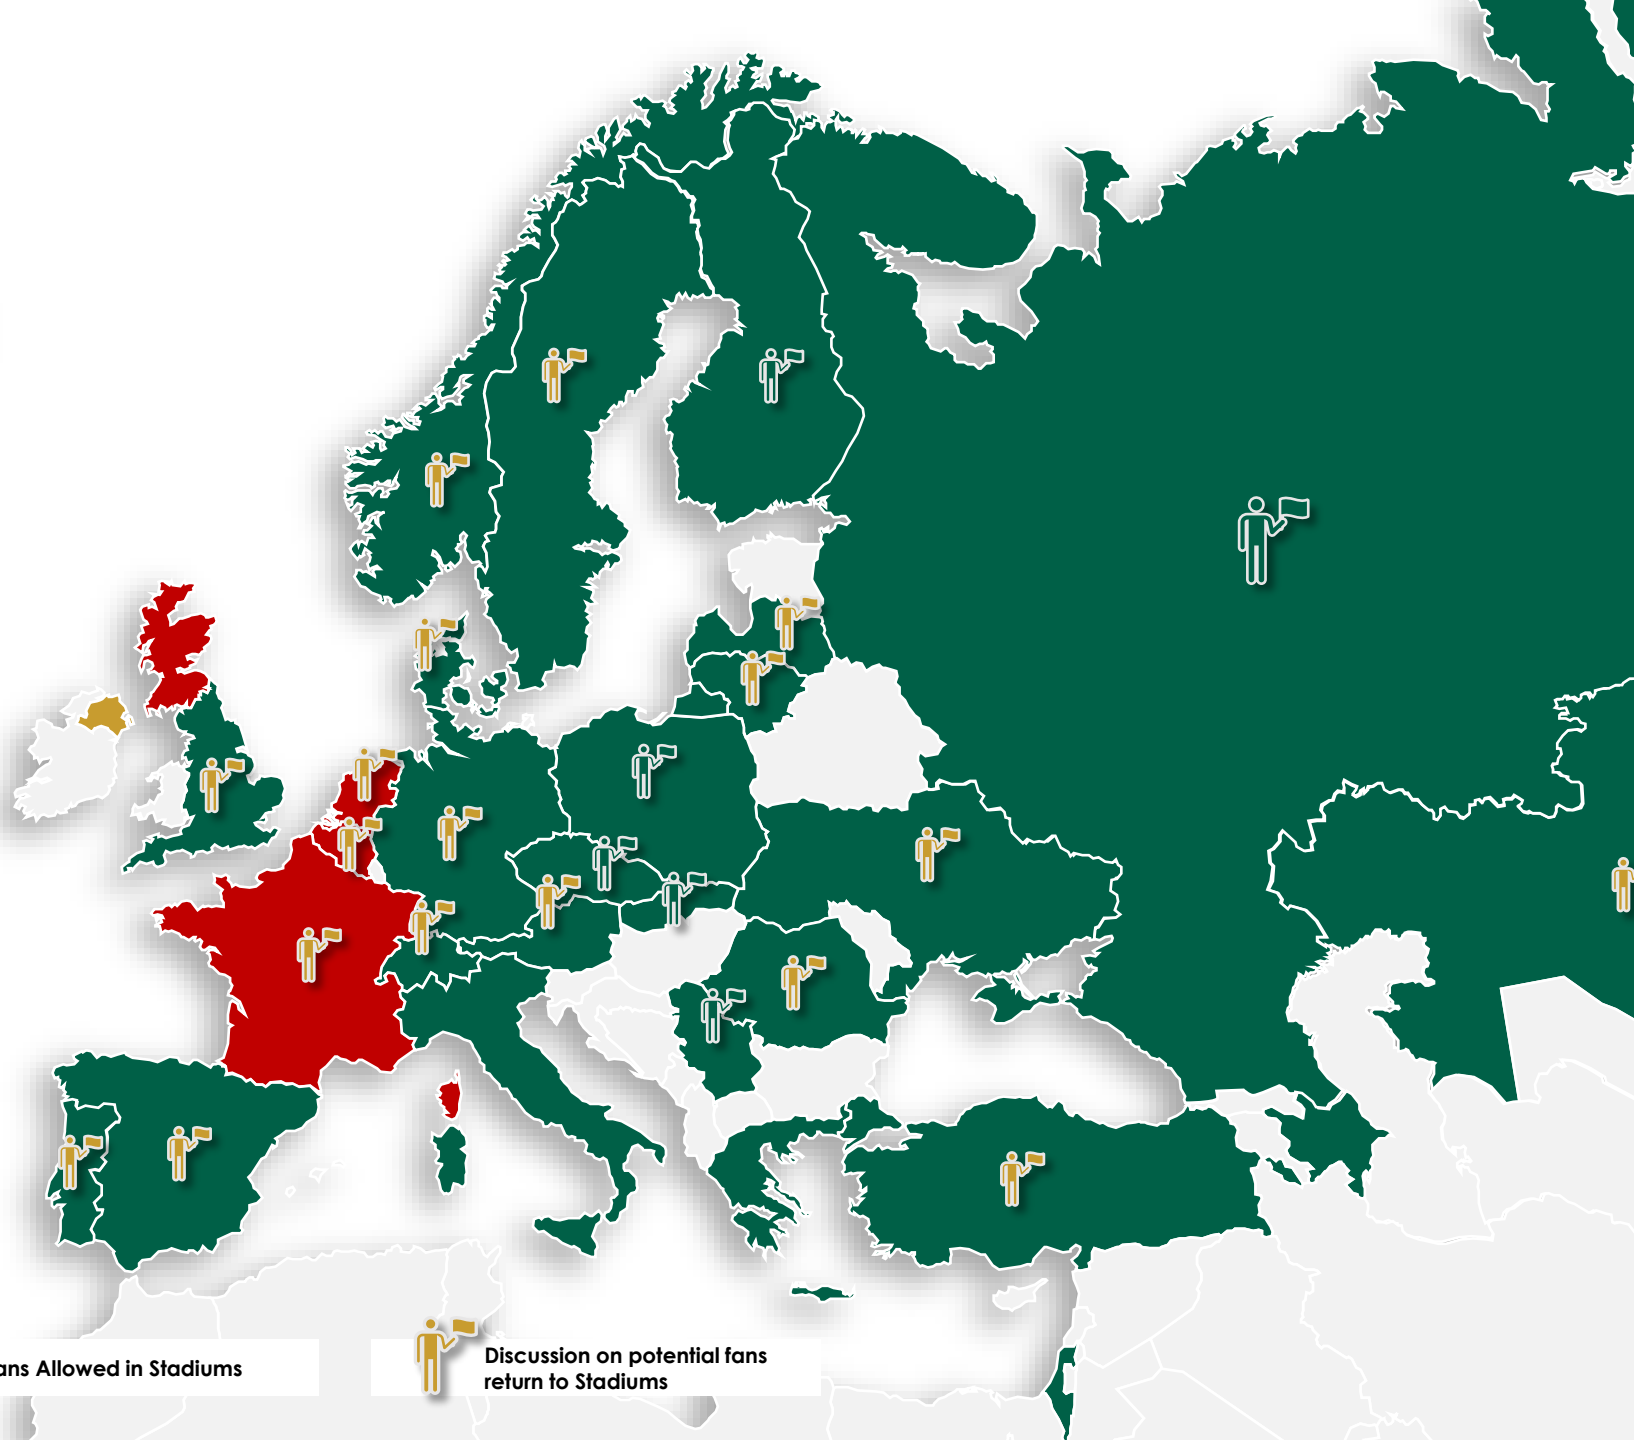 ans Allowed in Stadiums
Discussion on potential fans
return to Stadiums